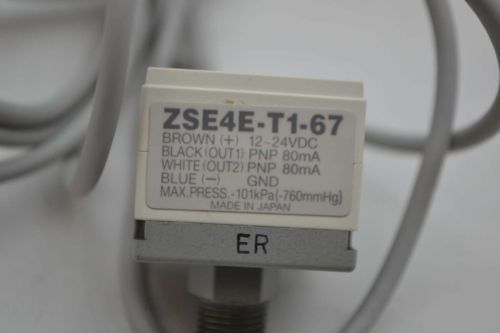 ZSE4E-T1-67
BROWN (+) 12~24VDC
BLACK(OUT1) PNP 80mA
WHITE(OUT2) PNP 80mA
BLUE (−) GND
MAX.PRESS.-101kPa(-760mmHg)
MADE IN JAPAN
ER